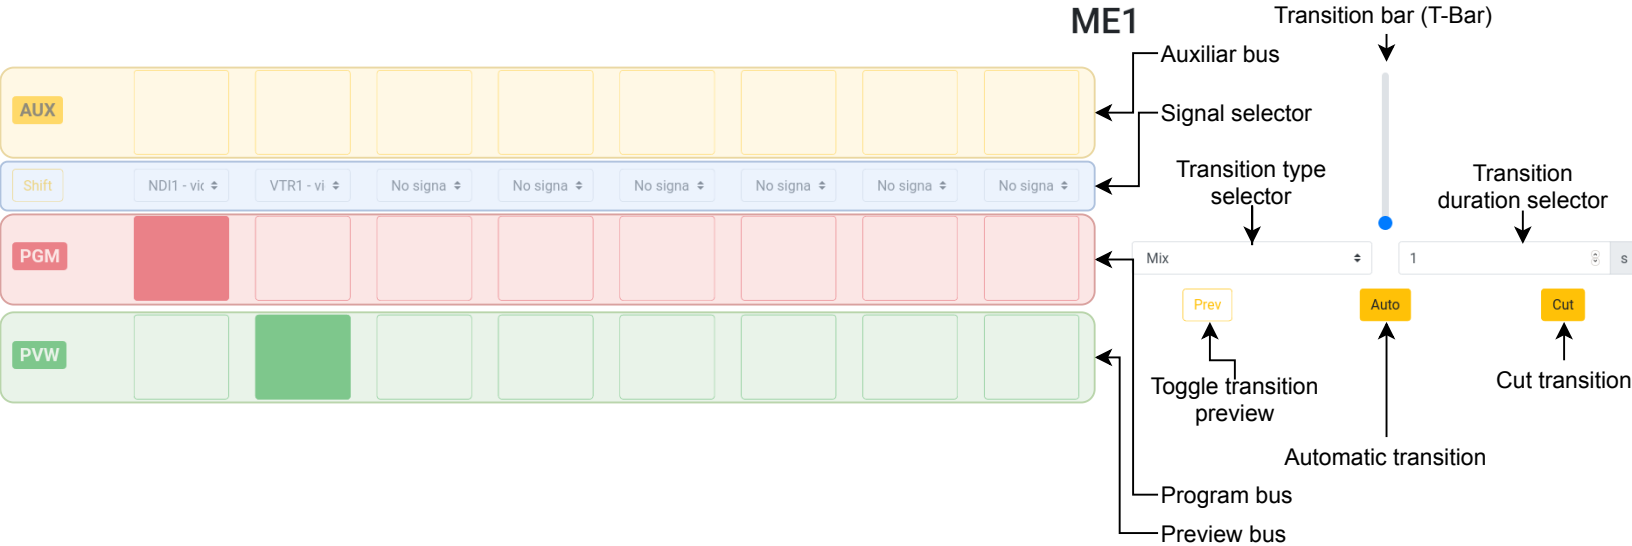 ME1
Transition bar (T-Bar)
Auxiliar bus
AUX
Signal selector
Shift
NDI1 - vic
VTR1 - vi
No signa
No signa
No signa
No signa
No signa
No signa
Transition type
selector
Transition
duration selector
PGM
Mix
1
s
Prev
Auto
Cut
PVW
Toggle transition
preview
Cut transition
Automatic transition
Program bus
Preview bus